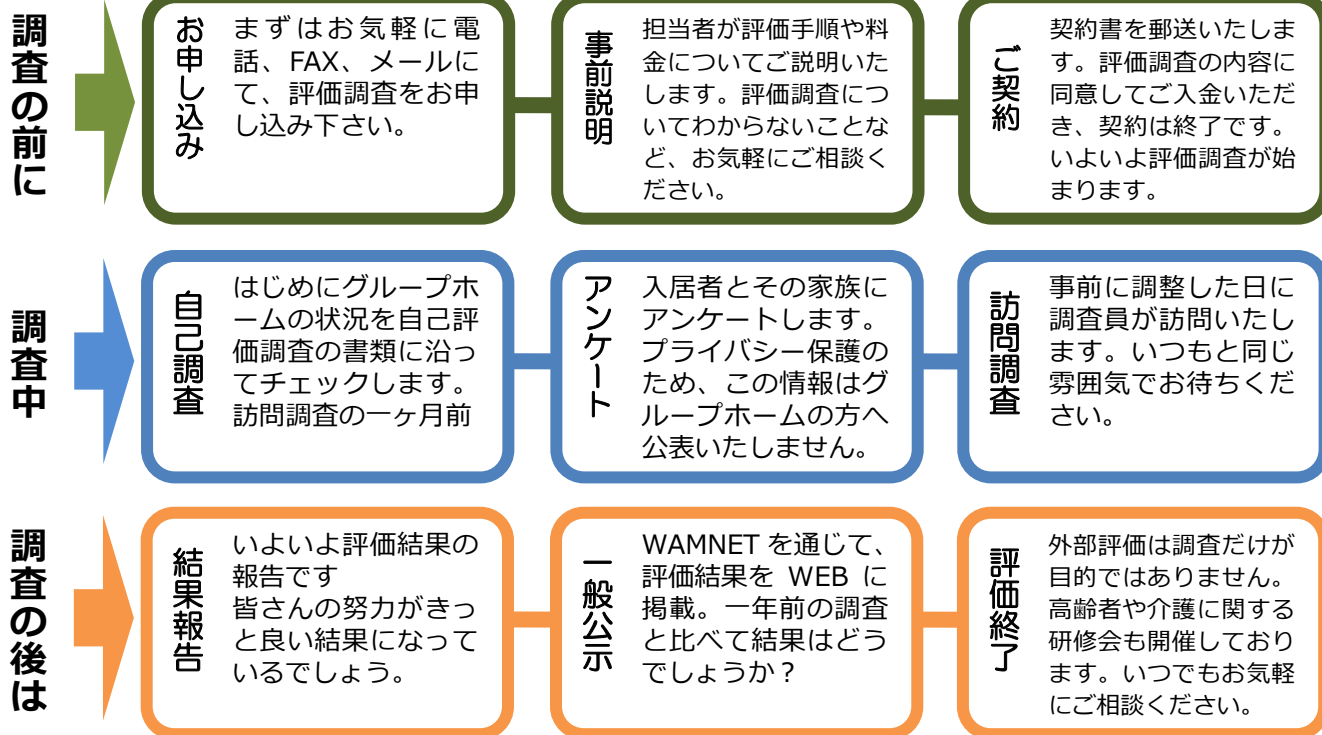 調査の前に
お申し込み
まずはお気軽に電
話、FAX、メールに
て、評価調査をお申
し込み下さい。
事前説明
担当者が評価手順や料
金についてご説明いた
します。評価調査につ
いてわからないことな
ど、お気軽にご相談く
ださい。
ご契約
契約書を郵送いたしま
す。評価調査の内容に
同意してご入金いただ
き、契約は終了です。
いよいよ評価調査が始
まります。
調査中
自己調査
はじめにグループホ
ームの状況を自己評
価調査の書類に沿っ
てチェックします。
訪問調査の一ヶ月前
アンケート
入居者とその家族に
アンケートします。
プライバシー保護の
ため、この情報はグ
ループホームの方へ
公表いたしません。
訪問調査
事前に調整した日に
調査員が訪問いたし
ます。いつもと同じ
雰囲気でお待ちくだ
さい。
調査の後は
結果報告
いよいよ評価結果の
報告です
皆さんの努力がきっ
と良い結果になって
いるでしょう。
一般公示
WAMNET を通じて、
評価結果を WEB に
掲載。一年前の調査
と比べて結果はどう
でしょうか？
評価終了
外部評価は調査だけが
目的ではありません。
高齢者や介護に関する
研修会も開催しており
ます。いつでもお気軽
にご相談ください。